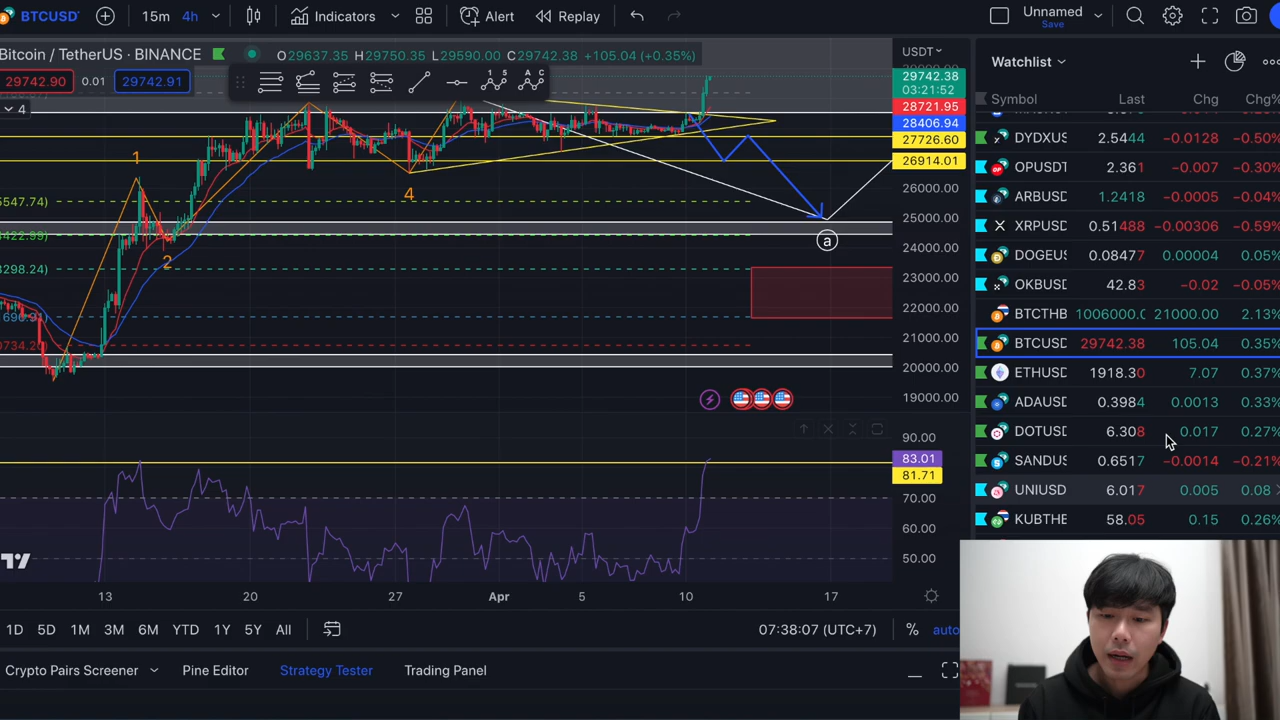 BTCUSD 15m 4h Indicators Alert Replay Unnamed
Save
Bitcoin / TetherUS · BINANCE O29637.35 H29750.35 L29590.00 C29742.38 +105.04 (+0.35%)
USDT
Watchlist
29742.90 0.01 29742.91
29742.38
03:21:52
Symbol Last Chg Chg%
4
28721.95
28406.94
27726.60
26914.01
26000.00
25000.00
24000.00
23000.00
22000.00
21000.00
20000.00
19000.00
1
2
4
a
5547.74)
4422.99)
3298.24)
0734.2
DYDXUS 2.5444 −0.0128 −0.50%
OPUSDT 2.361 −0.007 −0.30%
ARBUSD 1.2418 −0.0005 −0.04%
XRPUSD 0.51488 −0.00306 −0.59%
DOGEUS 0.08477 0.00004 0.05%
OKBUSD 42.83 −0.02 −0.05%
BTCTHB 1006000.0 21000.00 2.13%
BTCUSD 29742.38 105.04 0.35%
ETHUSD 1918.30 7.07 0.37%
ADAUSD 0.3984 0.0013 0.33%
DOTUSD 6.308 0.017 0.27%
SANDUS 0.6517 −0.0014 −0.21%
UNIUSD 6.017 0.005 0.08
KUBTHB 58.05 0.15 0.26%
90.00
83.01
81.71
70.00
60.00
50.00
13 20 27 Apr 5 10 17
1D 5D 1M 3M 6M YTD 1Y 5Y All 07:38:07 (UTC+7) % auto
Crypto Pairs Screener Pine Editor Strategy Tester Trading Panel